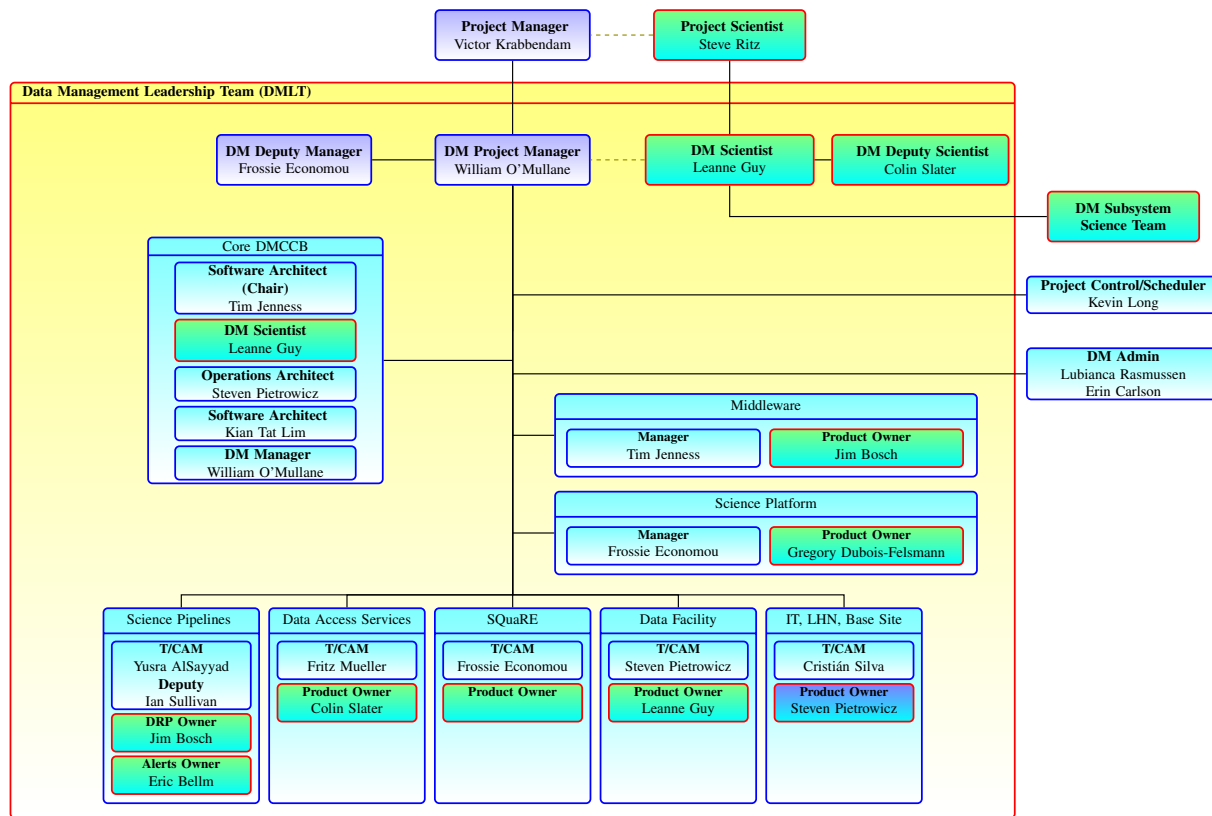 Project Manager
Victor Krabbendam
Project Scientist
Steve Ritz
Data Management Leadership Team (DMLT)
DM Deputy Manager
Frossie Economou
DM Project Manager
William O’Mullane
DM Scientist
Leanne Guy
DM Deputy Scientist
Colin Slater
DM Subsystem
Science Team
Core DMCCB
Software Architect
(Chair)
Tim Jenness
DM Scientist
Leanne Guy
Operations Architect
Steven Pietrowicz
Software Architect
Kian Tat Lim
DM Manager
William O’Mullane
Project Control/Scheduler
Kevin Long
DM Admin
Lubianca Rasmussen
Erin Carlson
Middleware
Manager
Tim Jenness
Product Owner
Jim Bosch
Science Platform
Manager
Frossie Economou
Product Owner
Gregory Dubois-Felsmann
Science Pipelines
T/CAM
Yusra AlSayyad
Deputy
Ian Sullivan
DRP Owner
Jim Bosch
Alerts Owner
Eric Bellm
Data Access Services
T/CAM
Fritz Mueller
Product Owner
Colin Slater
SQuaRE
T/CAM
Frossie Economou
Product Owner
Data Facility
T/CAM
Steven Pietrowicz
Product Owner
Leanne Guy
IT, LHN, Base Site
T/CAM
Cristián Silva
Product Owner
Steven Pietrowicz